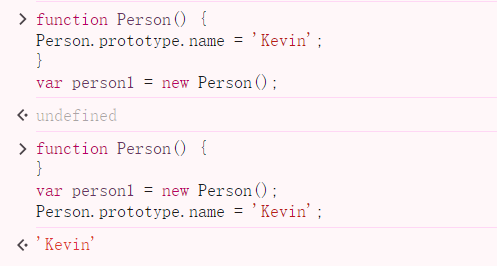 function Person() {
Person.prototype.name = 'Kevin';
}
var person1 = new Person();
undefined
function Person() {
}
var person1 = new Person();
Person.prototype.name = 'Kevin';
'Kevin'